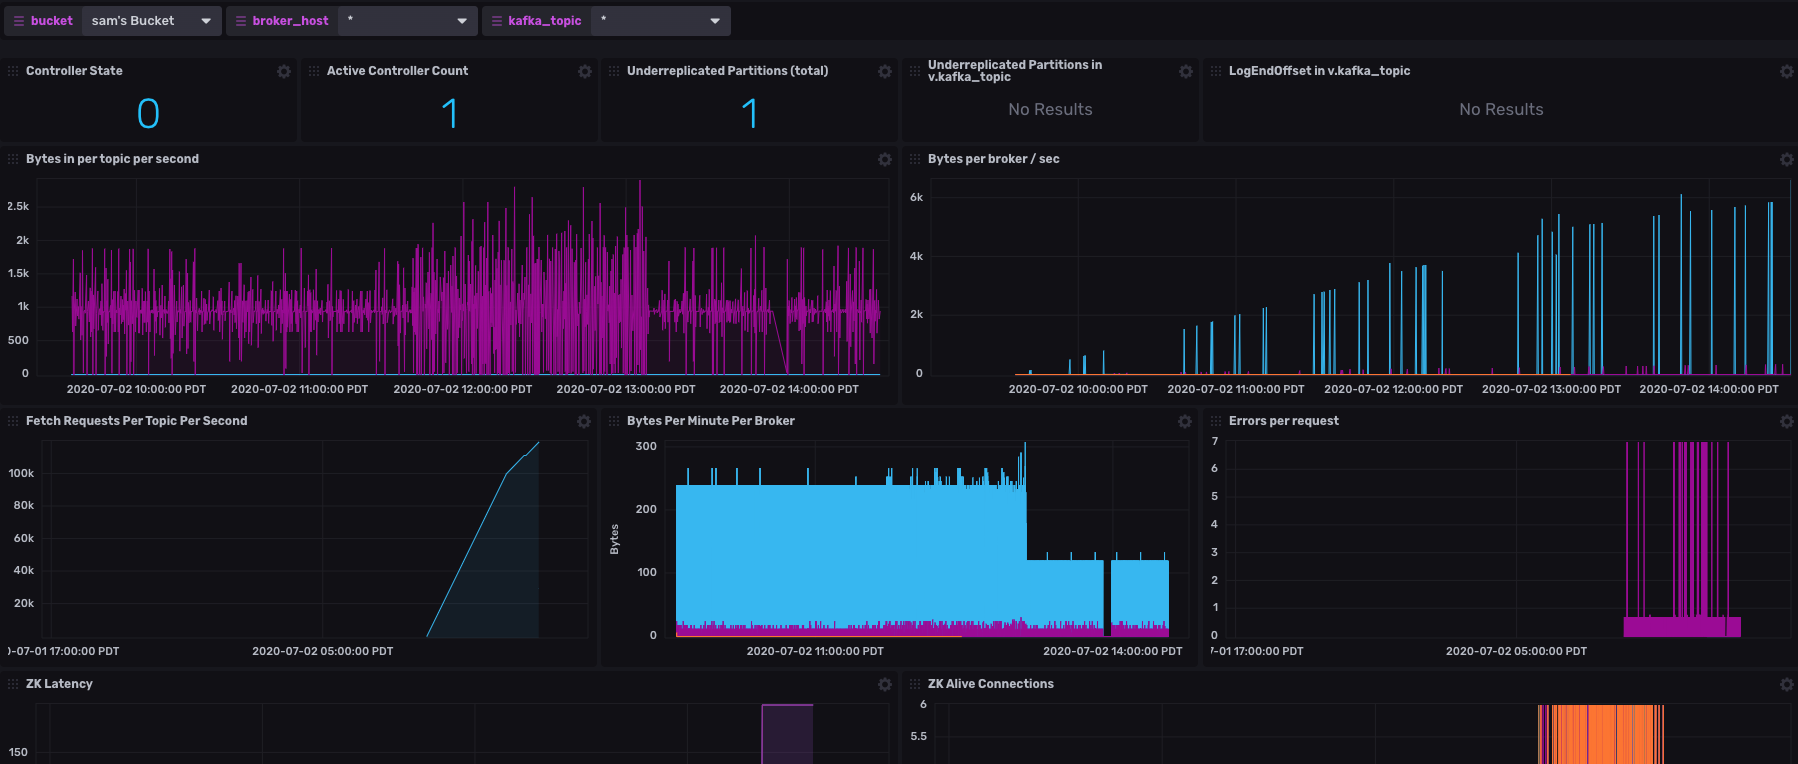 bucket sam's Bucket broker_host * kafka_topic *
Controller State
0
Active Controller Count
1
Underreplicated Partitions (total)
1
Underreplicated Partitions in
v.kafka_topic
No Results
LogEndOffset in v.kafka_topic
No Results
Bytes in per topic per second
2.5k
2k
1.5k
1k
500
0
2020-07-02 10:00:00 PDT 2020-07-02 11:00:00 PDT 2020-07-02 12:00:00 PDT 2020-07-02 13:00:00 PDT 2020-07-02 14:00:00 PDT
Bytes per broker / sec
6k
4k
2k
0
2020-07-02 10:00:00 PDT 2020-07-02 11:00:00 PDT 2020-07-02 12:00:00 PDT 2020-07-02 13:00:00 PDT 2020-07-02 14:00:00 PDT
Fetch Requests Per Topic Per Second
100k
80k
60k
40k
20k
0-07-01 17:00:00 PDT 2020-07-02 05:00:00 PDT
Bytes Per Minute Per Broker
Bytes
300
200
100
0
2020-07-02 11:00:00 PDT 2020-07-02 14:00:00 PDT
Errors per request
7
6
5
4
3
2
1
0
7-01 17:00:00 PDT 2020-07-02 05:00:00 PDT
ZK Latency
150
ZK Alive Connections
6
5.5